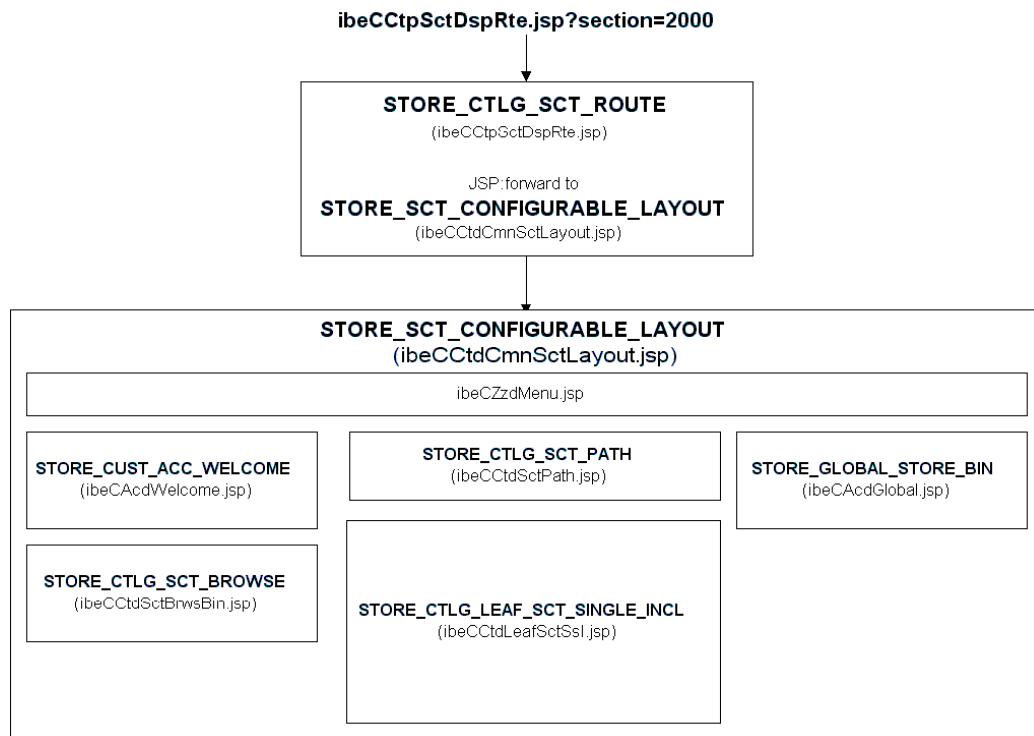 ibeCCtpSctDspRte.jsp?section=2000
STORE_CTLG_SCT_ROUTE
(ibeCCtpSctDspRte.jsp)
JSP:forward to
STORE_SCT_CONFIGURABLE_LAYOUT
(ibeCCtdCmnSctLayout.jsp)
STORE_SCT_CONFIGURABLE_LAYOUT
(ibeCCtdCmnSctLayout.jsp)
ibeCZzdMenu.jsp
STORE_CUST_ACC_WELCOME
(ibeCAcdWelcome.jsp)
STORE_CTLG_SCT_BROWSE
(ibeCCtdSctBrwsBin.jsp)
STORE_CTLG_SCT_PATH
(ibeCCtdSctPath.jsp)
STORE_CTLG_LEAF_SCT_SINGLE_INCL
(ibeCCtdLeafSctSsl.jsp)
STORE_GLOBAL_STORE_BIN
(ibeCAcdGlobal.jsp)